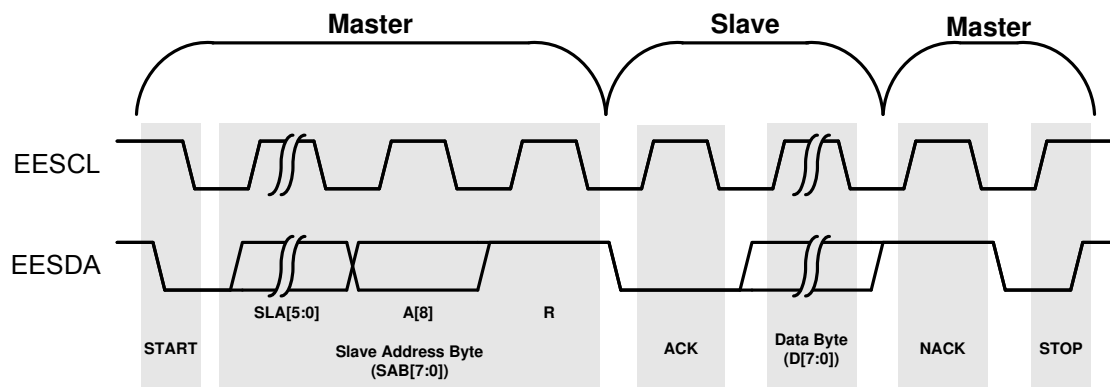 Master
Slave
Master
EESCL
EESDA
SLA[5:0]
A[8]
R
START
Slave Address Byte
(SAB[7:0])
ACK
Data Byte
(D[7:0])
NACK
STOP